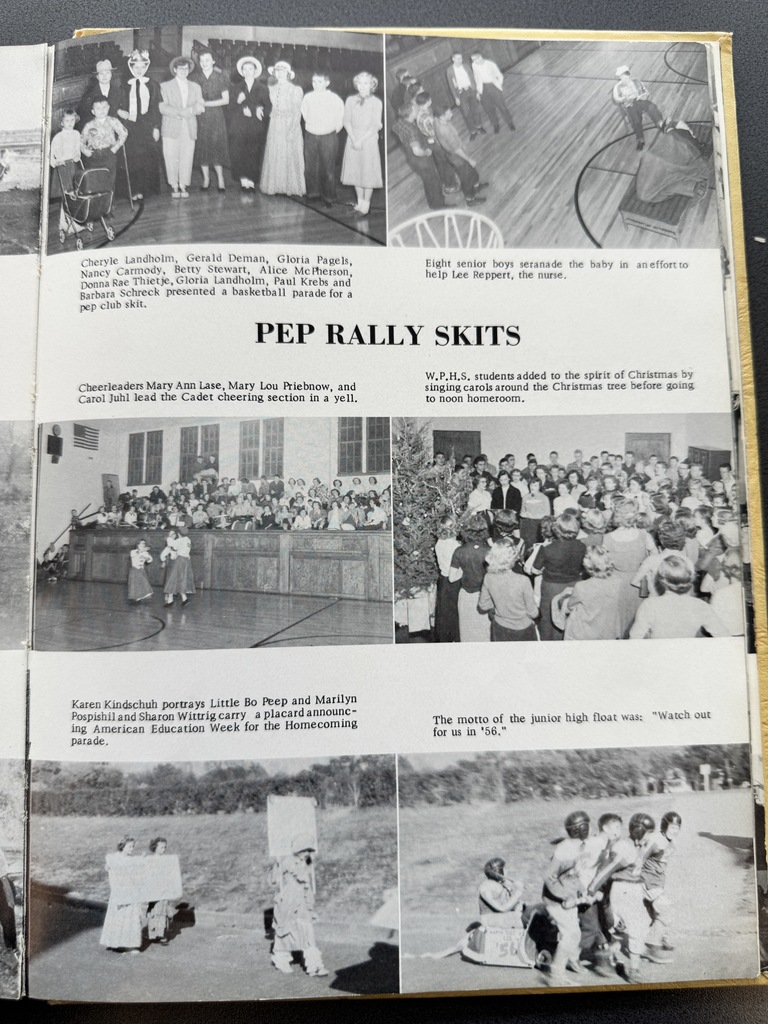 Cheryle Landholm, Gerald Deman, Gloria Pagels,
Nancy Carmody, Betty Stewart, Alice McPherson,
Donna Rae Thietje, Gloria Landholm, Paul Krebs and
Barbara Schreck presented a basketball parade for a
pep club skit.
Eight senior boys seranade the baby in an effort to
help Lee Reppert, the nurse.
PEP RALLY SKITS
Cheerleaders Mary Ann Lase, Mary Lou Priebnow, and
Carol Juhl lead the Cadet cheering section in a yell.
W.P.H.S. students added to the spirit of Christmas by
singing carols around the Christmas tree before going
to noon homeroom.
Karen Kindschuh portrays Little Bo Peep and Marilyn
Pospishil and Sharon Wittrig carry a placard announc-
ing American Education Week for the Homecoming
parade.
The motto of the junior high float was: "Watch out
for us in '56."
'56